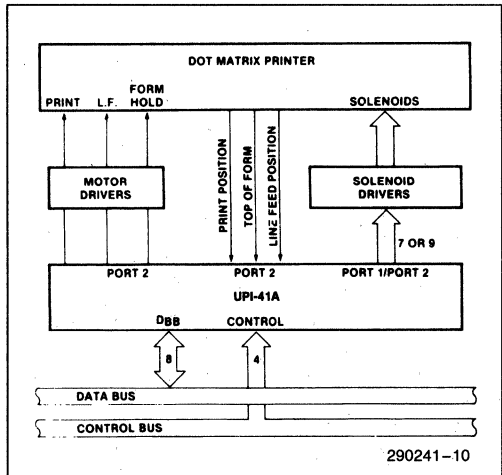 DOT MATRIX PRINTER
PRINT
L.F.
FORM
HOLD
SOLENOIDS
MOTOR
DRIVERS
PRINT POSITION
TOP OF FORM
LINE FEED POSITION
SOLENOID
DRIVERS
7 OR 9
PORT 2
PORT 2
PORT 1/PORT 2
UPI-41A
DBB
CONTROL
8
4
DATA BUS
CONTROL BUS
290241–10